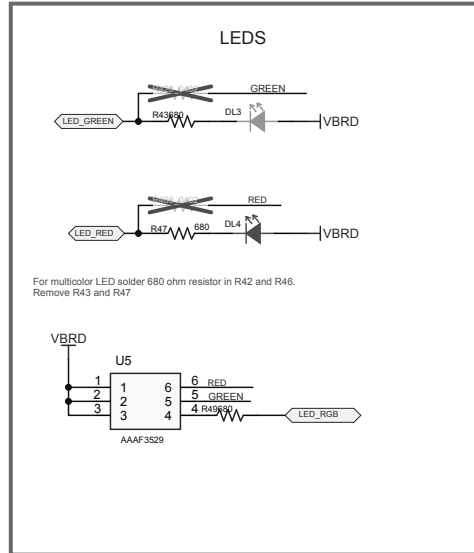 LEDS
GREEN
LED_GREEN
R43680
DL3
VBRD
RED
LED_RED
R47
680
DL4
VBRD
For multicolor LED solder 680 ohm resistor in R42 and R46.
Remove R43 and R47
VBRD
U5
1 1 6 6 RED
2 2 5 5 GREEN
3 3 4 4 R49680 LED_RGB
AAAF3529